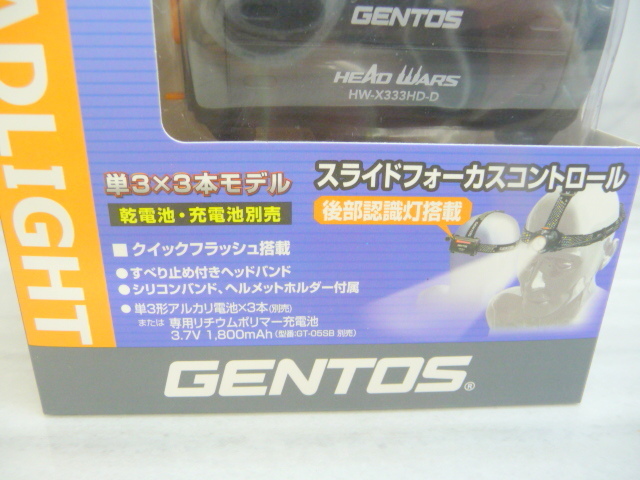 GENTOS
HEAD WARS
HW-X333HD-D
ADLIGHT
単3×3本モデル
乾電池・充電池別売
スライドフォーカスコントロール
後部認識灯搭載
■ クイックフラッシュ搭載
● すべり止め付きヘッドバンド
● シリコンバンド、ヘルメットホルダー付属
● 単3形アルカリ電池×3本(別売)
または 専用リチウムポリマー充電池
3.7V 1,800mAh (型番:GT-05SB 別売)
GENTOS®